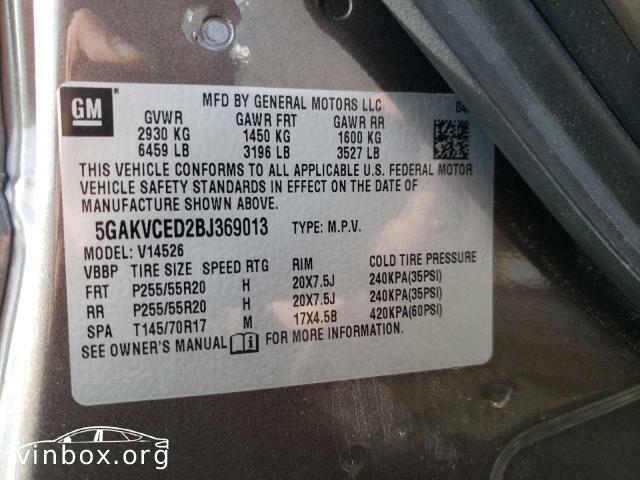 GM
MFD BY GENERAL MOTORS LLC
GVWR GAWR FRT GAWR RR
2930 KG 1450 KG 1600 KG
6459 LB 3196 LB 3527 LB
THIS VEHICLE CONFORMS TO ALL APPLICABLE U.S. FEDERAL MOTOR
VEHICLE SAFETY STANDARDS IN EFFECT ON THE DATE OF
MANUFACTURE SHOWN ABOVE.
5GAKVCED2BJ369013 TYPE: M.P.V.
MODEL: V14526
VBBP TIRE SIZE SPEED RTG RIM COLD TIRE PRESSURE
FRT P255/55R20 H 20X7.5J 240KPA(35PSI)
RR P255/55R20 H 20X7.5J 240KPA(35PSI)
SPA T145/70R17 M 17X4.5B 420KPA(60PSI)
SEE OWNER'S MANUAL FOR MORE INFORMATION.
vinbox.org